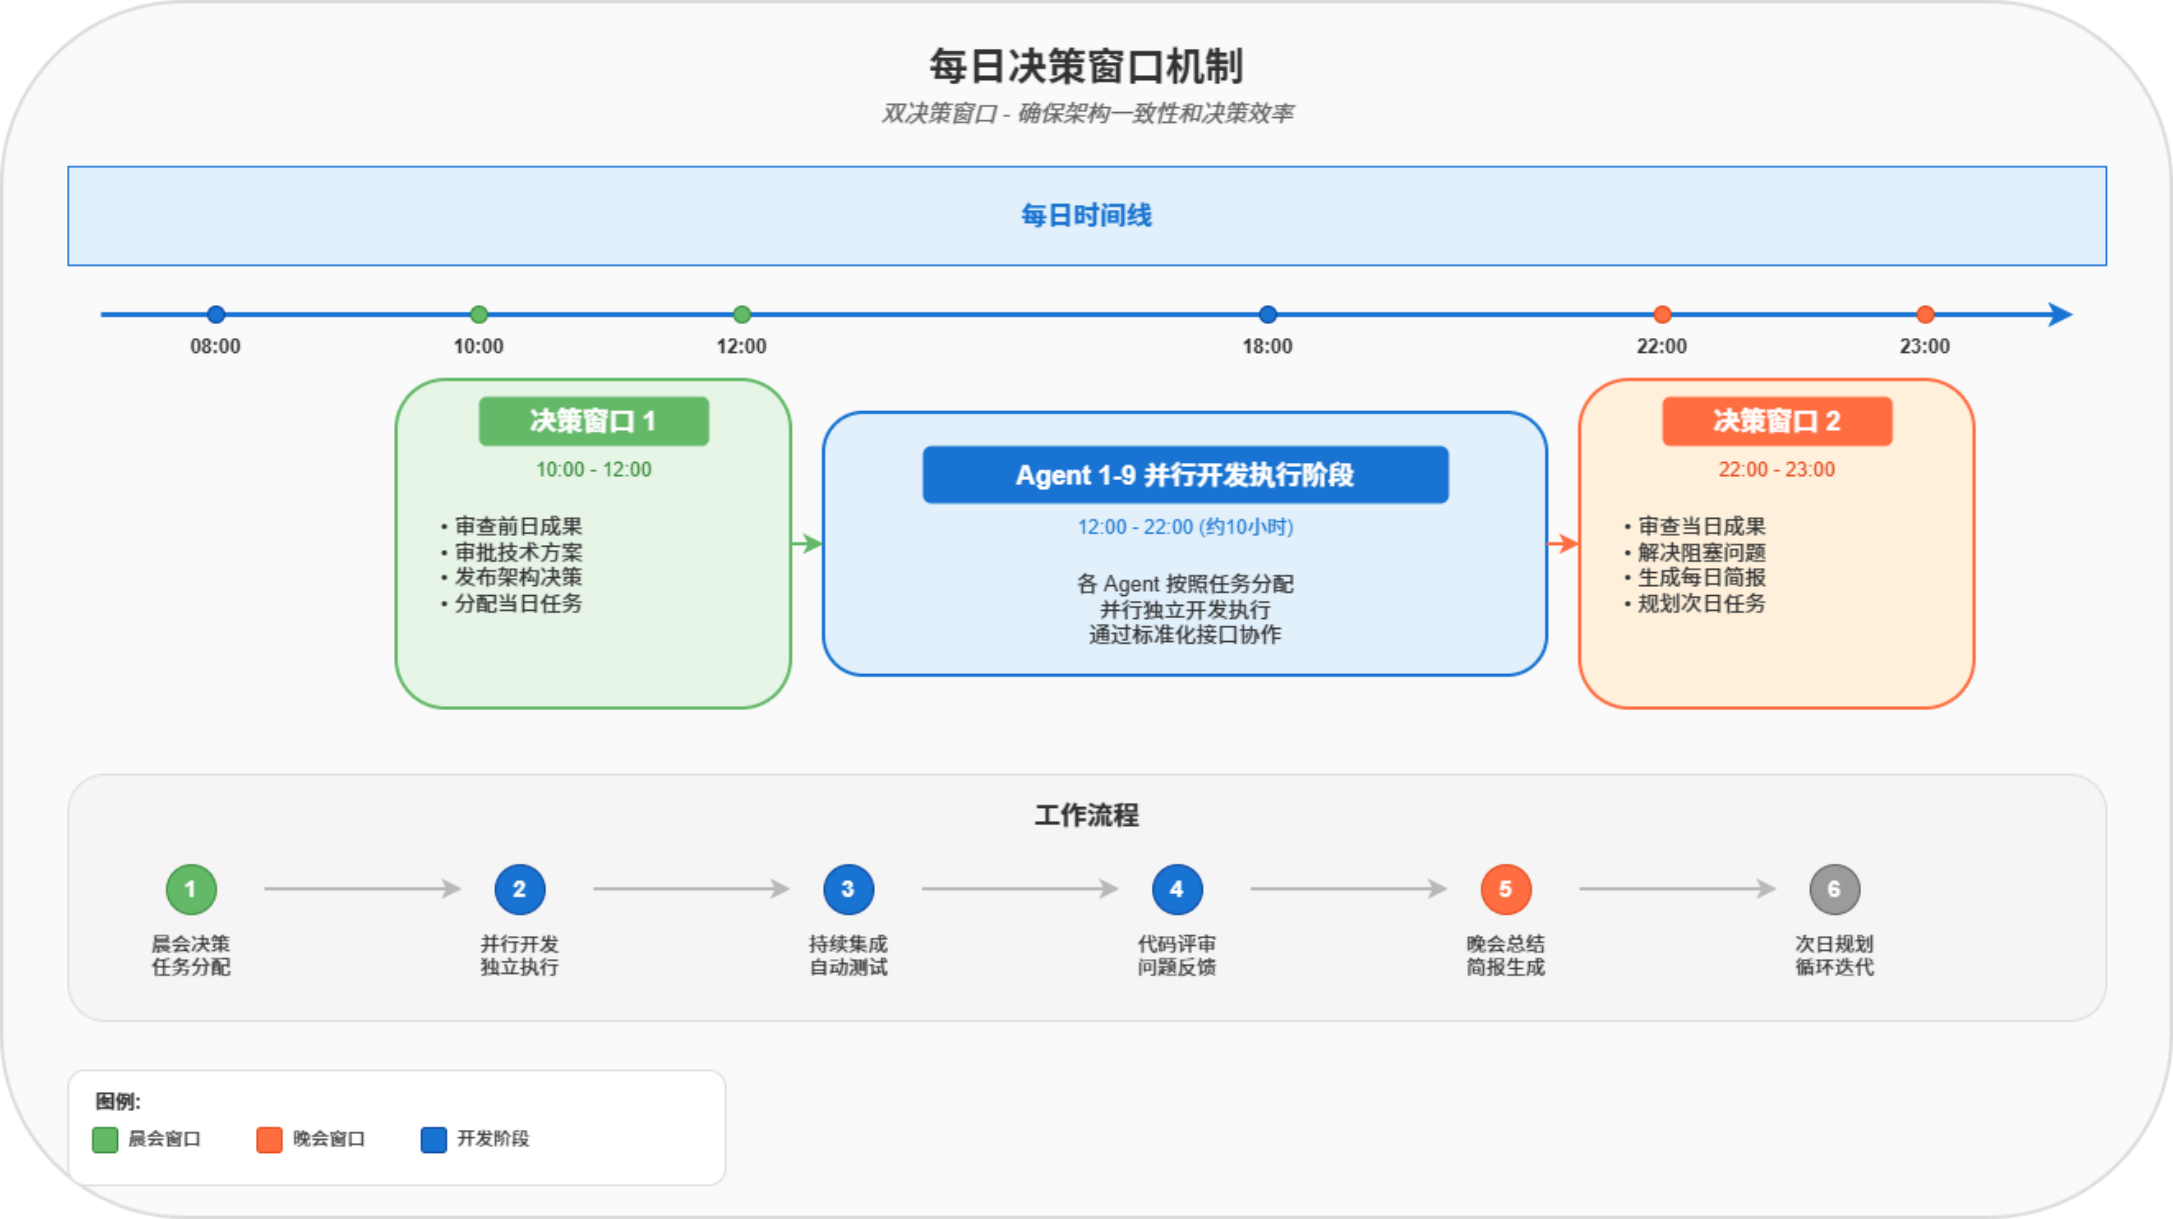 每日决策窗口机制
双决策窗口 - 确保架构一致性和决策效率
每日时间线
08:00
10:00
12:00
18:00
22:00
23:00
决策窗口 1
10:00 - 12:00
• 审查前日成果
• 审批技术方案
• 发布架构决策
• 分配当日任务
Agent 1-9 并行开发执行阶段
12:00 - 22:00 (约10小时)
各 Agent 按照任务分配
并行独立开发执行
通过标准化接口协作
决策窗口 2
22:00 - 23:00
• 审查当日成果
• 解决阻塞问题
• 生成每日简报
• 规划次日任务
工作流程
1
晨会决策
任务分配
2
并行开发
独立执行
3
持续集成
自动测试
4
代码评审
问题反馈
5
晚会总结
简报生成
6
次日规划
循环迭代
图例:
晨会窗口
晚会窗口
开发阶段